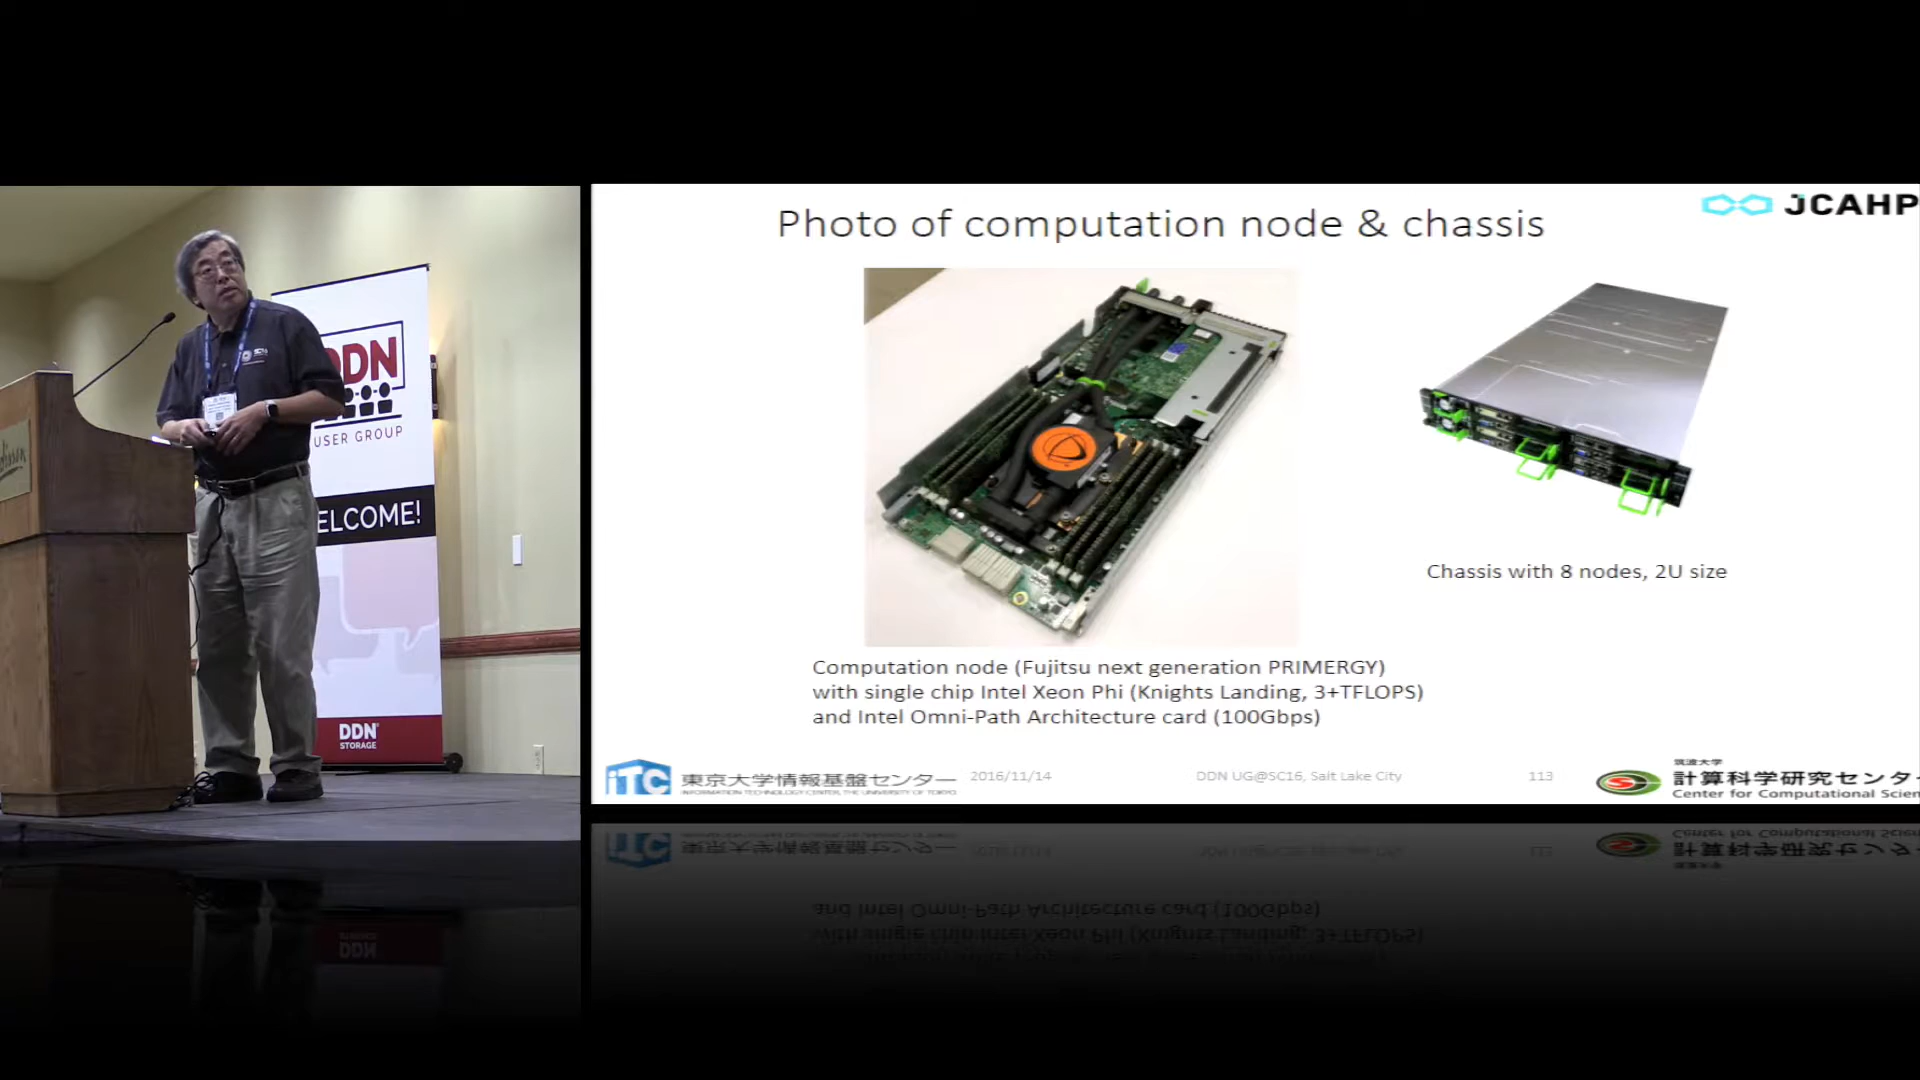 DDN
USER GROUP
ELCOME!
DDN
STORAGE
JCAHP
Photo of computation node & chassis
Chassis with 8 nodes, 2U size
Computation node (Fujitsu next generation PRIMERGY)
with single chip Intel Xeon Phi (Knights Landing, 3+TFLOPS)
and Intel Omni-Path Architecture card (100Gbps)
iTC 東京大学情報基盤センター
INFORMATION TECHNOLOGY CENTER, THE UNIVERSITY OF TOKYO
2016/11/14
DDN UG@SC16, Salt Lake City
113
筑波大学
計算科学研究センター
Center for Computational Scien